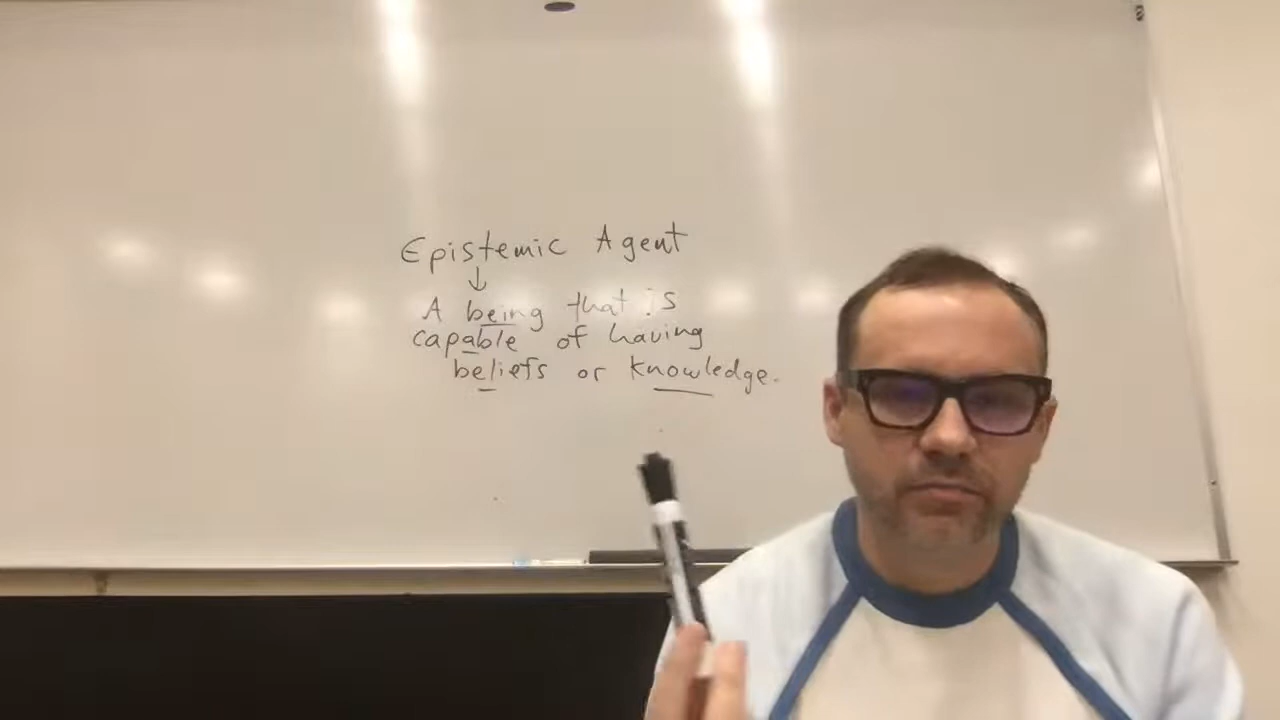 Epistemic Agent
↓
A being that is
capable of having
beliefs or knowledge.